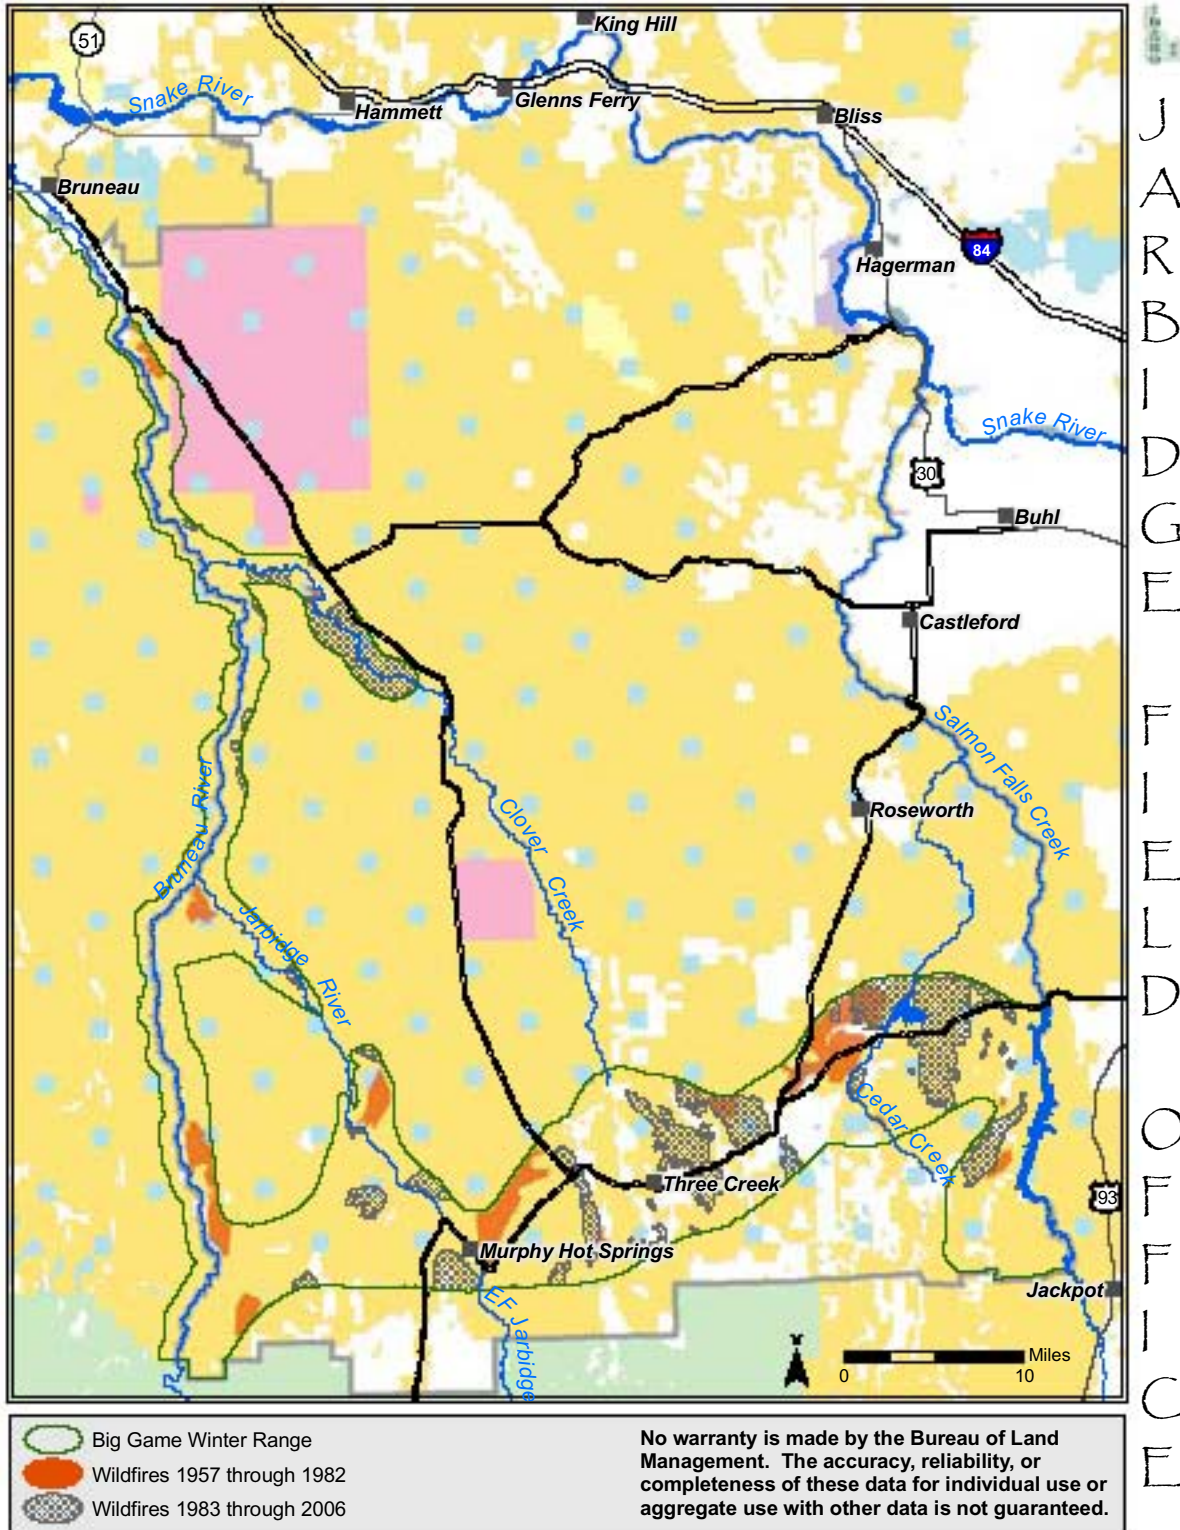 51
King Hill
Snake River
Hammett
Glenns Ferry
Bliss
Bruneau
84
Hagerman
Snake River
30
Buhl
Castleford
Salmon Falls Creek
Bruneau River
Roseworth
Clover Creek
Jarbidge River
Cedar Creek
Three Creek
93
Murphy Hot Springs
Jackpot
EF Jarbidge
Miles
0 10
JARBIDGE FIELD OFFICE
Big Game Winter Range
Wildfires 1957 through 1982
Wildfires 1983 through 2006
No warranty is made by the Bureau of Land
Management. The accuracy, reliability, or
completeness of these data for individual use or
aggregate use with other data is not guaranteed.